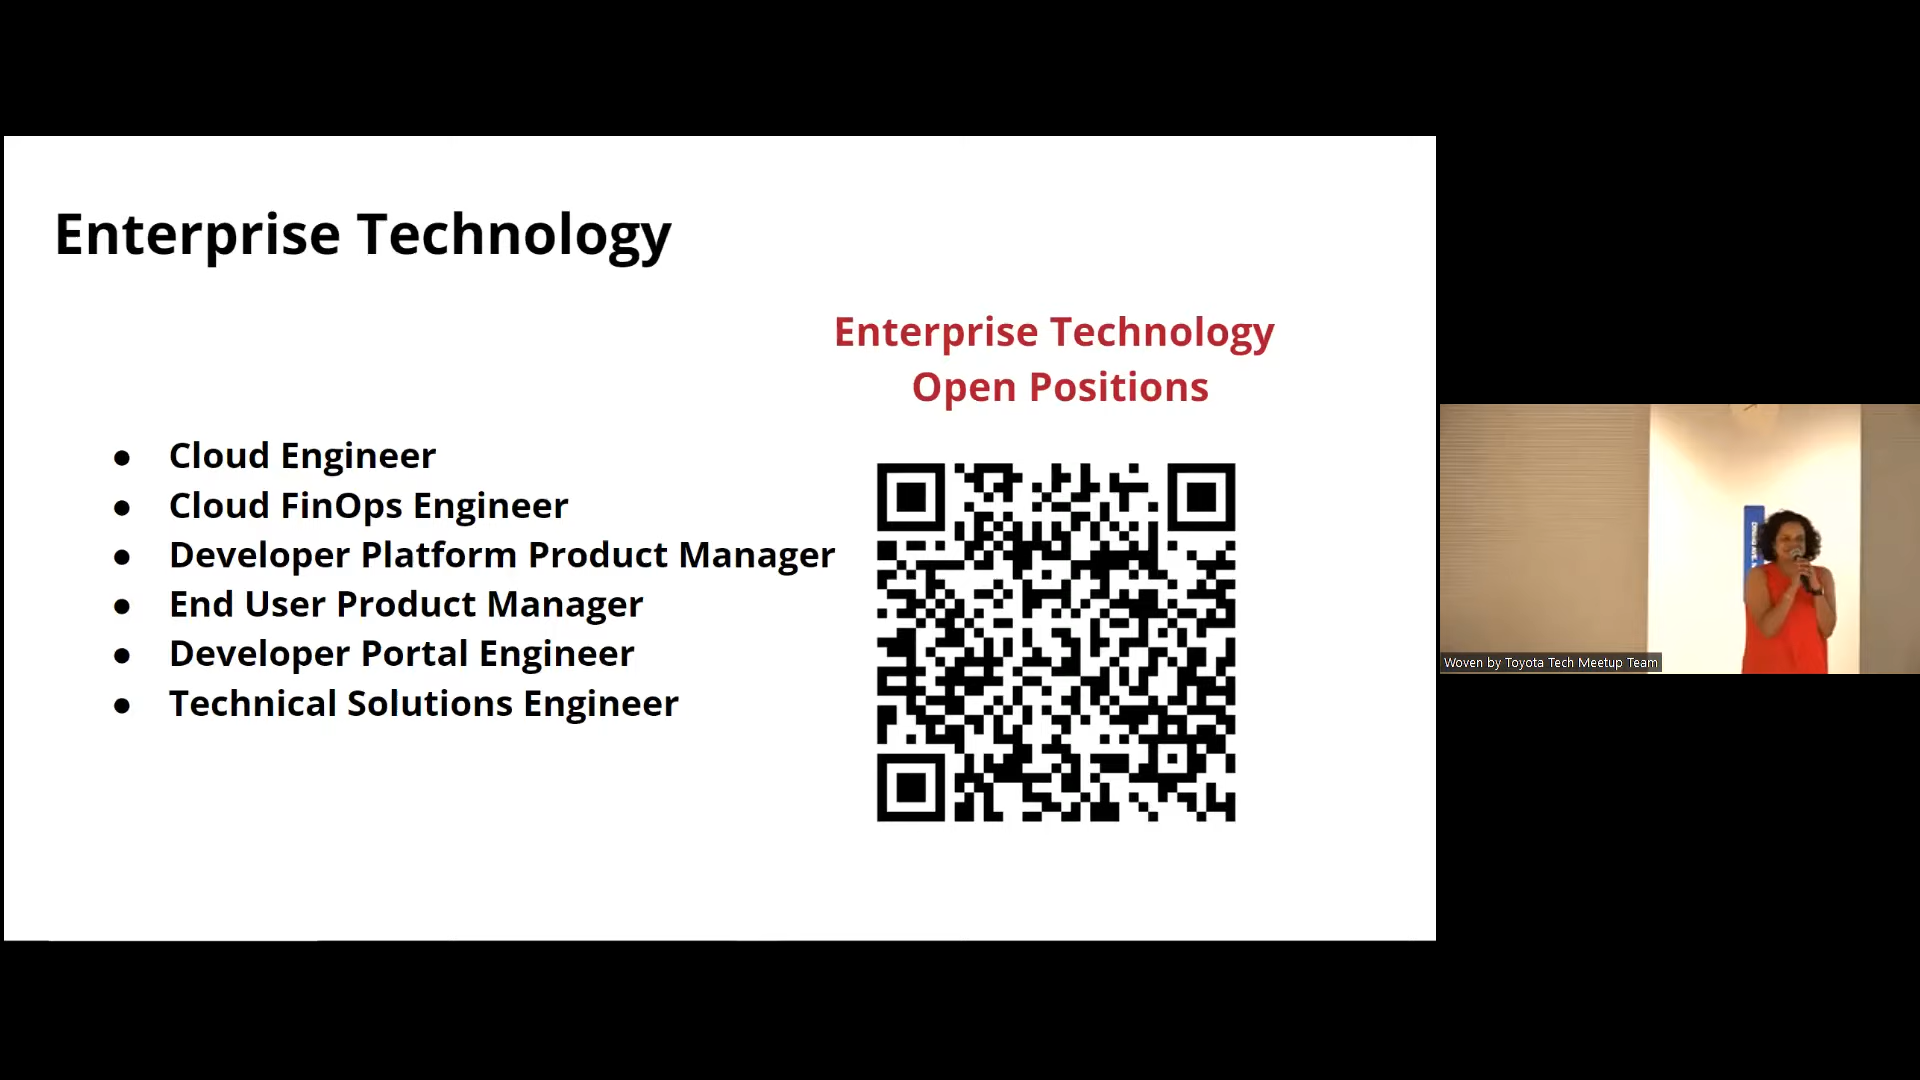 Enterprise Technology
Enterprise Technology
Open Positions
● Cloud Engineer
● Cloud FinOps Engineer
● Developer Platform Product Manager
● End User Product Manager
● Developer Portal Engineer
● Technical Solutions Engineer
Woven by Toyota Tech Meetup Team